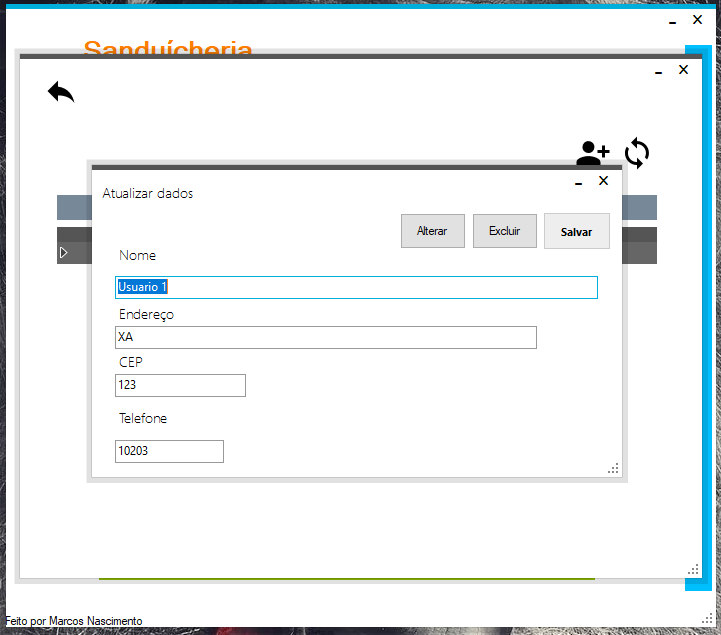 Sanduícheria
Atualizar dados
Alterar
Excluir
Salvar
Nome
Usuario 1
Endereço
XA
CEP
123
Telefone
10203
Feito por Marcos Nascimento